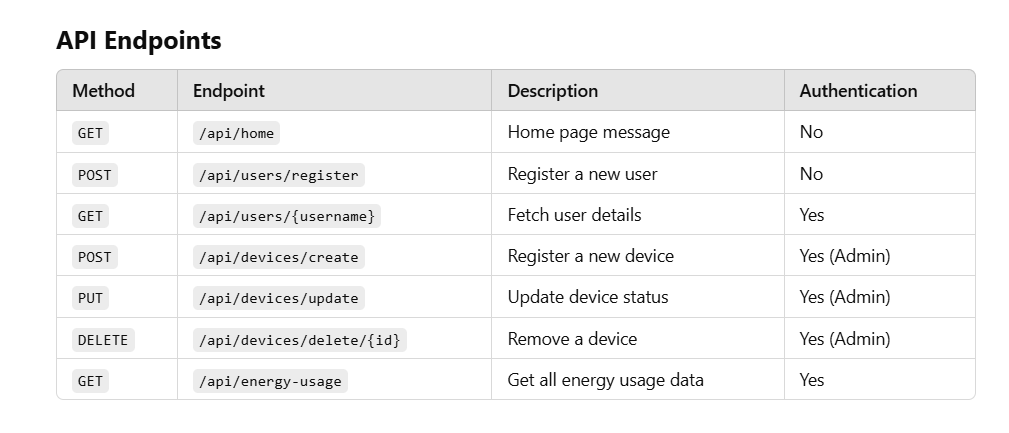 API Endpoints
Method Endpoint Description Authentication
GET /api/home Home page message No
POST /api/users/register Register a new user No
GET /api/users/{username} Fetch user details Yes
POST /api/devices/create Register a new device Yes (Admin)
PUT /api/devices/update Update device status Yes (Admin)
DELETE /api/devices/delete/{id} Remove a device Yes (Admin)
GET /api/energy-usage Get all energy usage data Yes